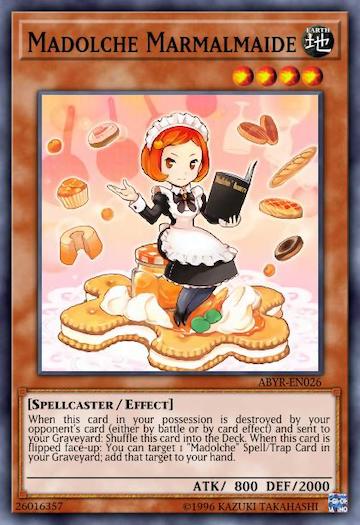 MADOLCHE MARMALMAIDE
EARTH
地
ABYR-EN026
[SPELLCASTER / EFFECT]
When this card in your possession is destroyed by your
opponent's card (either by battle or by card effect) and sent to
your Graveyard: Shuffle this card into the Deck. When this card is
flipped face-up: You can target 1 "Madolche" Spell/Trap Card in
your Graveyard; add that target to your hand.
ATK/ 800 DEF/2000
26016357
©1996 KAZUKI TAKAHASHI